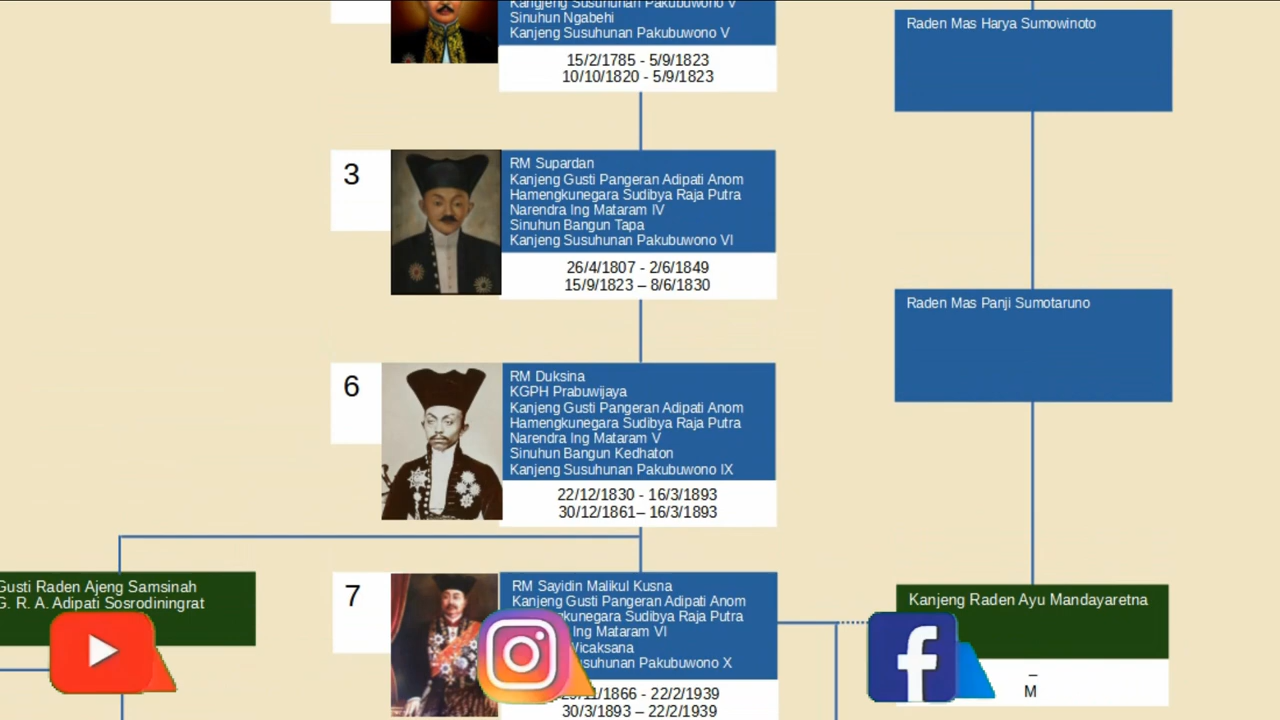 Kangjeng Susuhunan Pakubuwono V
Sinuhun Ngabehi
Kanjeng Susuhunan Pakubuwono V
15/2/1785 - 5/9/1823
10/10/1820 - 5/9/1823
Raden Mas Harya Sumowinoto
3
RM Supardan
Kanjeng Gusti Pangeran Adipati Anom
Hamengkunegara Sudibya Raja Putra
Narendra Ing Mataram IV
Sinuhun Bangun Tapa
Kanjeng Susuhunan Pakubuwono VI
26/4/1807 - 2/6/1849
15/9/1823 – 8/6/1830
Raden Mas Panji Sumotaruno
6
RM Duksina
KGPH Prabuwijaya
Kanjeng Gusti Pangeran Adipati Anom
Hamengkunegara Sudibya Raja Putra
Narendra Ing Mataram V
Sinuhun Bangun Kedhaton
Kanjeng Susuhunan Pakubuwono IX
22/12/1830 - 16/3/1893
30/12/1861– 16/3/1893
Gusti Raden Ajeng Samsinah
G. R. A. Adipati Sosrodiningrat
7
RM Sayidin Malikul Kusna
Kanjeng Gusti Pangeran Adipati Anom
kunegara Sudibya Raja Putra
Ing Mataram VI
Wicaksana
Susuhunan Pakubuwono X
/1866 - 22/2/1939
30/3/1893 – 22/2/1939
Kanjeng Raden Ayu Mandayaretna
–
M